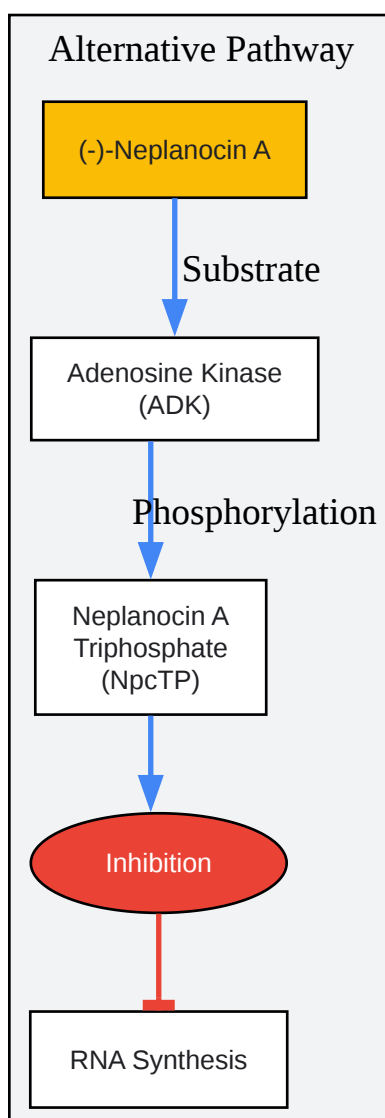 Alternative Pathway
(-)-Neplanocin A
Substrate
Adenosine Kinase
(ADK)
Phosphorylation
Neplanocin A
Triphosphate
(NpcTP)
Inhibition
RNA Synthesis